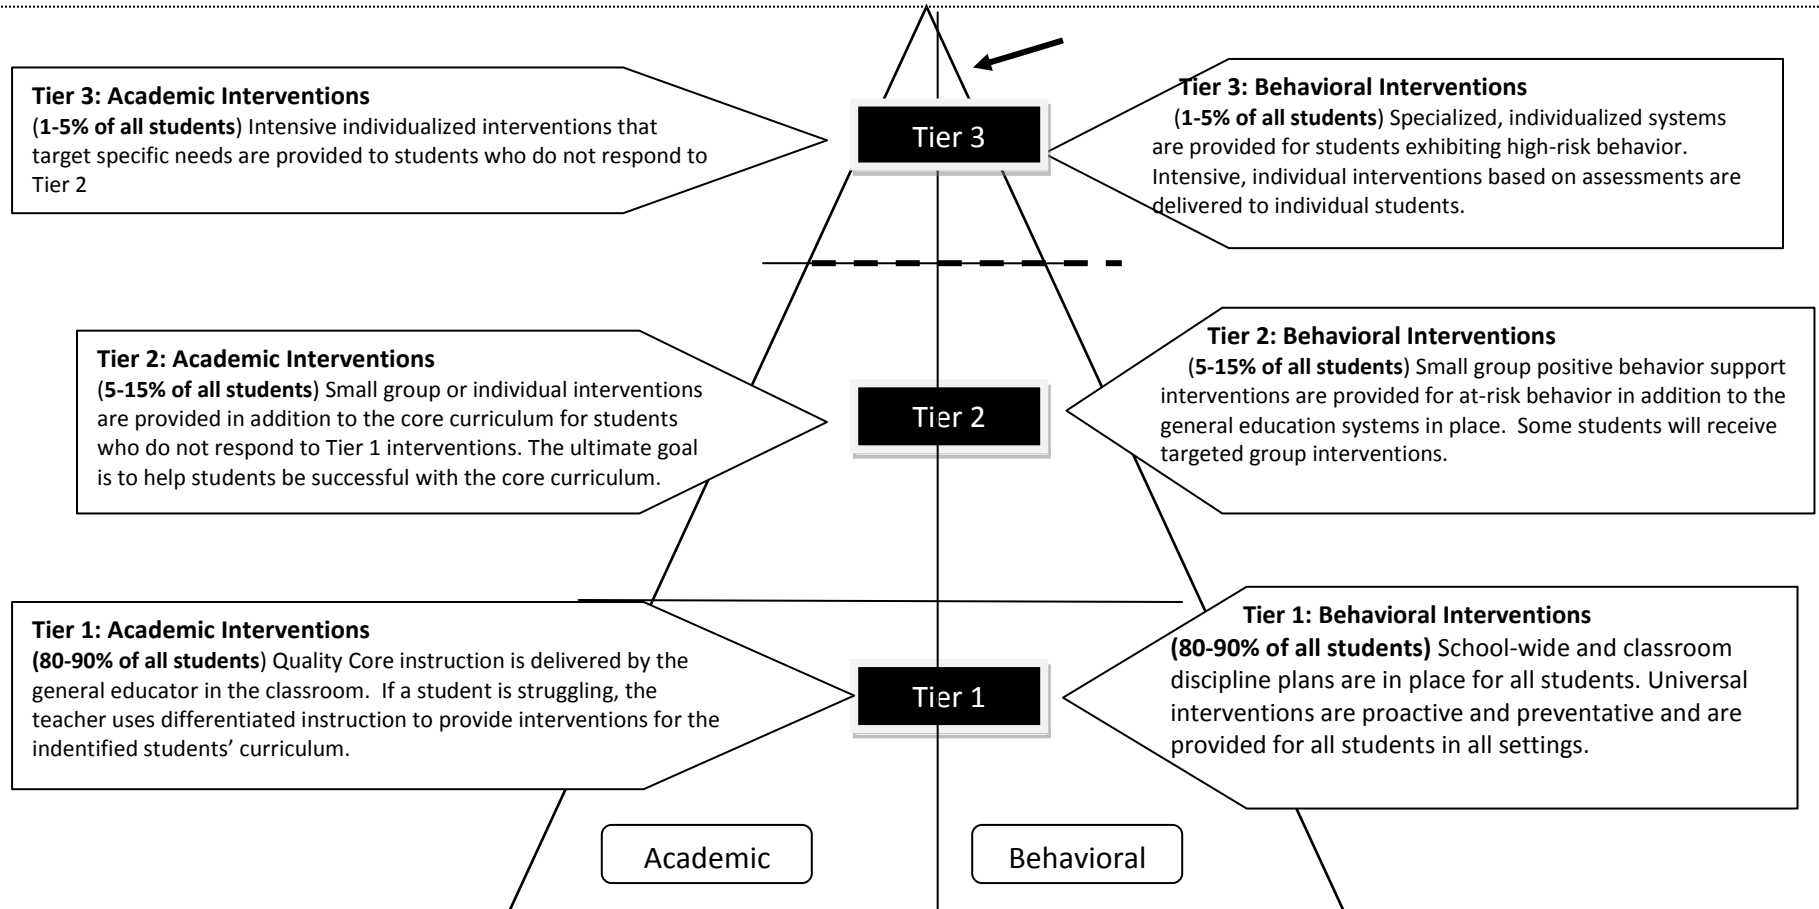 Tier 3: Academic Interventions
(1-5% of all students) Intensive individualized interventions that
target specific needs are provided to students who do not respond to
Tier 2
Tier 3
Tier 3: Behavioral Interventions
(1-5% of all students) Specialized, individualized systems
are provided for students exhibiting high-risk behavior.
Intensive, individual interventions based on assessments are
delivered to individual students.
Tier 2: Academic Interventions
(5-15% of all students) Small group or individual interventions
are provided in addition to the core curriculum for students
who do not respond to Tier 1 interventions. The ultimate goal
is to help students be successful with the core curriculum.
Tier 2
Tier 2: Behavioral Interventions
(5-15% of all students) Small group positive behavior support
interventions are provided for at-risk behavior in addition to the
general education systems in place.  Some students will receive
targeted group interventions.
Tier 1: Academic Interventions
(80-90% of all students) Quality Core instruction is delivered by the
general educator in the classroom.  If a student is struggling, the
teacher uses differentiated instruction to provide interventions for the
indentified students’ curriculum.
Tier 1
Tier 1: Behavioral Interventions
(80-90% of all students) School-wide and classroom
discipline plans are in place for all students. Universal
interventions are proactive and preventative and are
provided for all students in all settings.
Academic
Behavioral